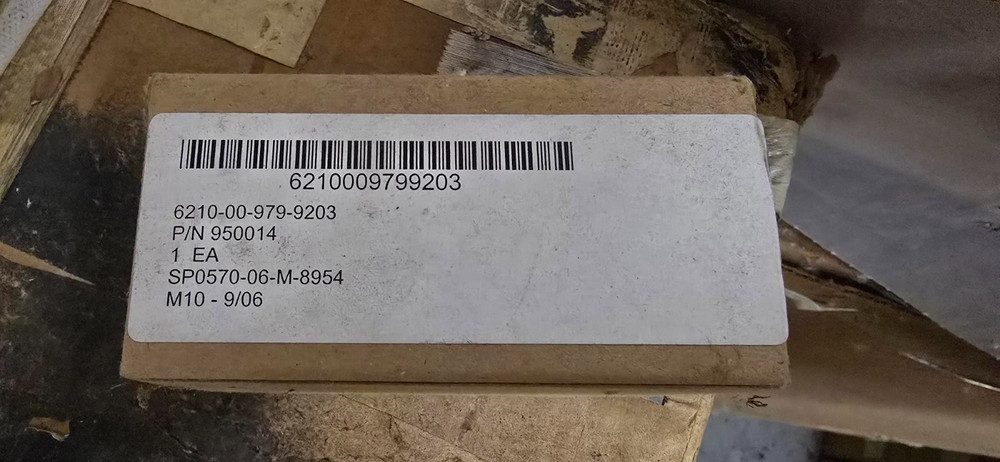 6210009799203
6210-00-979-9203
P/N 950014
1 EA
SP0570-06-M-8954
M10 - 9/06